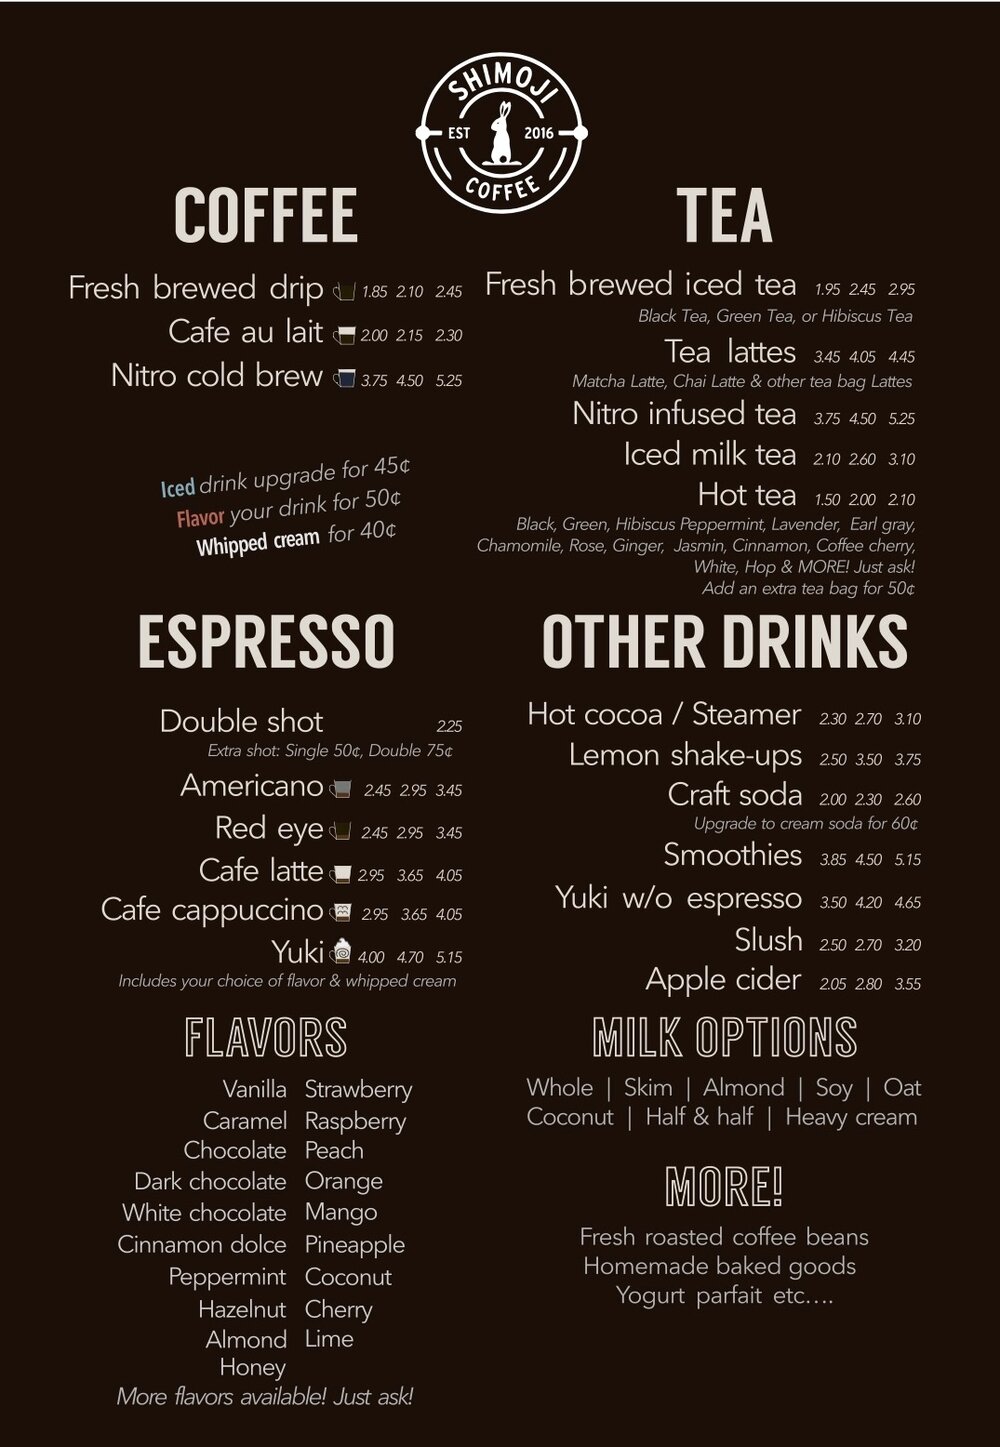 SHIMOJI
EST 2016
COFFEE
COFFEE
Fresh brewed drip 1.85 2.10 2.45
Cafe au lait 2.00 2.15 2.30
Nitro cold brew 3.75 4.50 5.25
Iced drink upgrade for 45¢
Flavor your drink for 50¢
Whipped cream for 40¢
TEA
Fresh brewed iced tea 1.95 2.45 2.95
Black Tea, Green Tea, or Hibiscus Tea
Tea lattes 3.45 4.05 4.45
Matcha Latte, Chai Latte & other tea bag Lattes
Nitro infused tea 3.75 4.50 5.25
Iced milk tea 2.10 2.60 3.10
Hot tea 1.50 2.00 2.10
Black, Green, Hibiscus Peppermint, Lavender, Earl gray,
Chamomile, Rose, Ginger, Jasmin, Cinnamon, Coffee cherry,
White, Hop & MORE! Just ask!
Add an extra tea bag for 50¢
ESPRESSO
Double shot 2.25
Extra shot: Single 50¢, Double 75¢
Americano 2.45 2.95 3.45
Red eye 2.45 2.95 3.45
Cafe latte 2.95 3.65 4.05
Cafe cappuccino 2.95 3.65 4.05
Yuki 4.00 4.70 5.15
Includes your choice of flavor & whipped cream
OTHER DRINKS
Hot cocoa / Steamer 2.30 2.70 3.10
Lemon shake-ups 2.50 3.50 3.75
Craft soda 2.00 2.30 2.60
Upgrade to cream soda for 60¢
Smoothies 3.85 4.50 5.15
Yuki w/o espresso 3.50 4.20 4.65
Slush 2.50 2.70 3.20
Apple cider 2.05 2.80 3.55
FLAVORS
Vanilla Strawberry
Caramel Raspberry
Chocolate Peach
Dark chocolate Orange
White chocolate Mango
Cinnamon dolce Pineapple
Peppermint Coconut
Hazelnut Cherry
Almond Lime
Honey
More flavors available! Just ask!
MILK OPTIONS
Whole | Skim | Almond | Soy | Oat
Coconut | Half & half | Heavy cream
MORE!
Fresh roasted coffee beans
Homemade baked goods
Yogurt parfait etc....